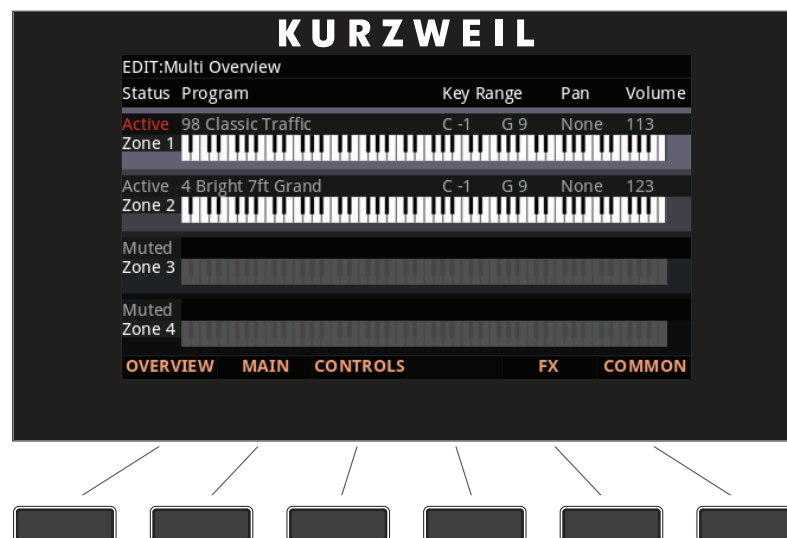 KURZWEIL
EDIT:Multi Overview
Status Program Key Range Pan Volume
Active 98 Classic Traffic C -1 G 9 None 113
Zone 1
Active 4 Bright 7ft Grand C -1 G 9 None 123
Zone 2
Muted
Zone 3
Muted
Zone 4
OVERVIEW MAIN CONTROLS FX COMMON